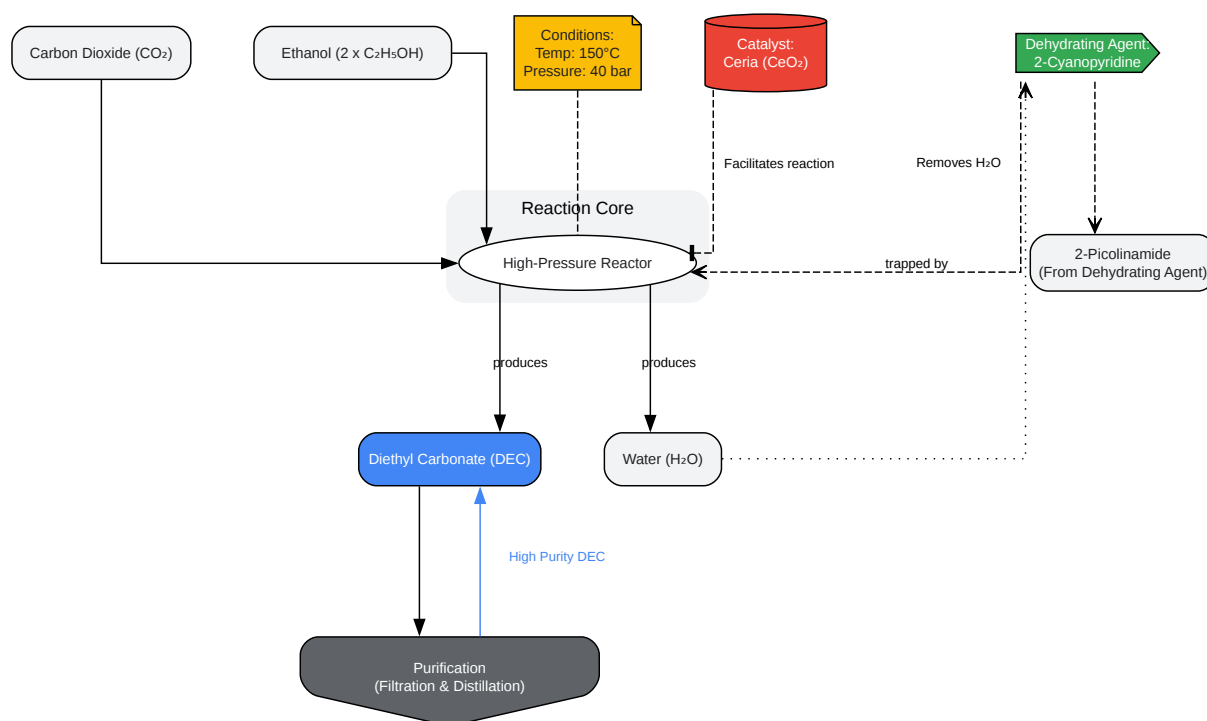 Carbon Dioxide (CO₂)
Ethanol (2 x C₂H₅OH)
Conditions:
Temp: 150°C
Pressure: 40 bar
Catalyst:
Ceria (CeO₂)
Dehydrating Agent:
2-Cyanopyridine
Facilitates reaction
Removes H₂O
Reaction Core
High-Pressure Reactor
trapped by
2-Picolinamide
(From Dehydrating Agent)
produces
produces
Diethyl Carbonate (DEC)
Water (H₂O)
High Purity DEC
Purification
(Filtration & Distillation)